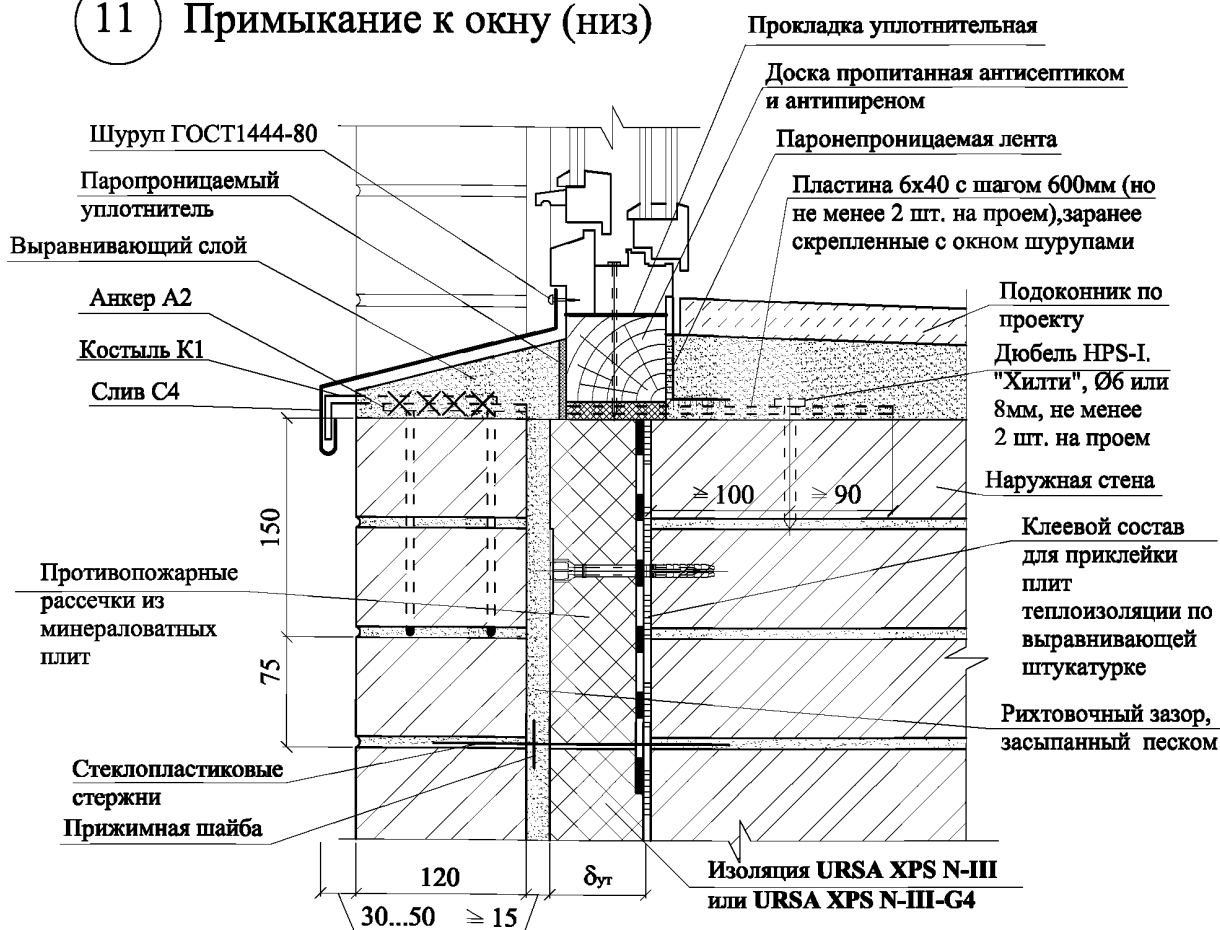 11 Примыкание к окну (низ)
Прокладка уплотнительная
Доска пропитанная антисептиком
и антипиреном
Паронепроницаемая лента
Пластина 6х40 с шагом 600мм (но
не менее 2 шт. на проем),заранее
скрепленные с окном шурупами
Подоконник по
проекту
Дюбель HPS-I.
"Хилти", Ø6 или
8мм, не менее
2 шт. на проем
Наружная стена
Клеевой состав
для приклейки
плит
теплоизоляции по
выравнивающей
штукатурке
Рихтовочный зазор,
засыпанный песком
Изоляция URSA XPS N-III
или URSA XPS N-III-G4
Шуруп ГОСТ1444-80
Паропроницаемый
уплотнитель
Выравнивающий слой
Анкер А2
Костыль К1
Слив С4
Противопожарные
рассечки из
минераловатных
плит
Стеклопластиковые
стержни
Прижимная шайба
150
75
≥ 100
≥ 90
120
δут
30...50
≥ 15